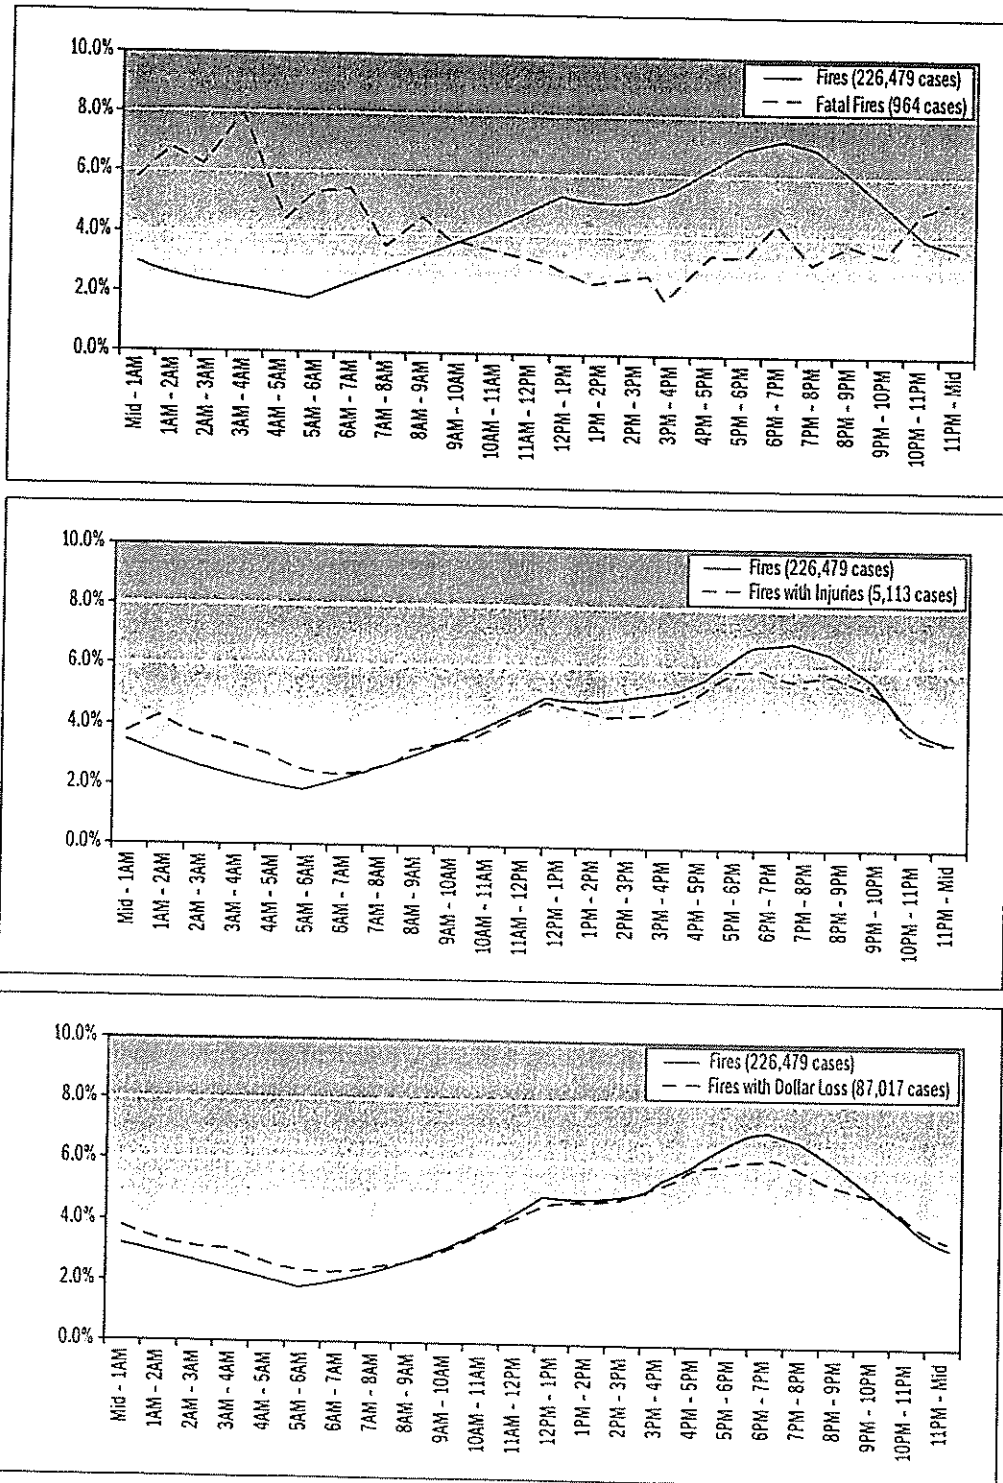 10.0%
8.0%
6.0%
4.0%
2.0%
0.0%
Fires (226,479 cases)
Fatal Fires (964 cases)
Mid - 1AM
1AM - 2AM
2AM - 3AM
3AM - 4AM
4AM - 5AM
5AM - 6AM
6AM - 7AM
7AM - 8AM
8AM - 9AM
9AM - 10AM
10AM - 11AM
11AM - 12PM
12PM - 1PM
1PM - 2PM
2PM - 3PM
3PM - 4PM
4PM - 5PM
5PM - 6PM
6PM - 7PM
7PM - 8PM
8PM - 9PM
9PM - 10PM
10PM - 11PM
11PM - Mid
10.0%
8.0%
6.0%
4.0%
2.0%
0.0%
Fires (226,479 cases)
Fires with Injuries (5,113 cases)
Mid - 1AM
1AM - 2AM
2AM - 3AM
3AM - 4AM
4AM - 5AM
5AM - 6AM
6AM - 7AM
7AM - 8AM
8AM - 9AM
9AM - 10AM
10AM - 11AM
11AM - 12PM
12PM - 1PM
1PM - 2PM
2PM - 3PM
3PM - 4PM
4PM - 5PM
5PM - 6PM
6PM - 7PM
7PM - 8PM
8PM - 9PM
9PM - 10PM
10PM - 11PM
11PM - Mid
10.0%
8.0%
6.0%
4.0%
2.0%
0.0%
Fires (226,479 cases)
Fires with Dollar Loss (87,017 cases)
Mid - 1AM
1AM - 2AM
2AM - 3AM
3AM - 4AM
4AM - 5AM
5AM - 6AM
6AM - 7AM
7AM - 8AM
8AM - 9AM
9AM - 10AM
10AM - 11AM
11AM - 12PM
12PM - 1PM
1PM - 2PM
2PM - 3PM
3PM - 4PM
4PM - 5PM
5PM - 6PM
6PM - 7PM
7PM - 8PM
8PM - 9PM
9PM - 10PM
10PM - 11PM
11PM - Mid